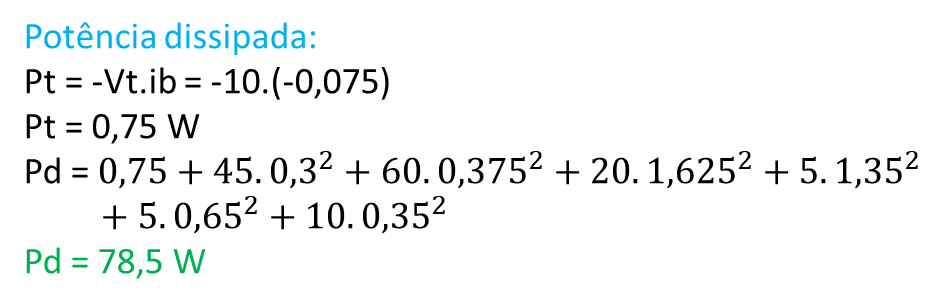 Potência dissipada:
Pt = -Vt.ib = -10.(-0,075)
Pt = 0,75 W
Pd = 0,75 + 45. 0,3² + 60. 0,375² + 20. 1,625² + 5. 1,35²
+ 5. 0,65² + 10. 0,35²
Pd = 78,5 W